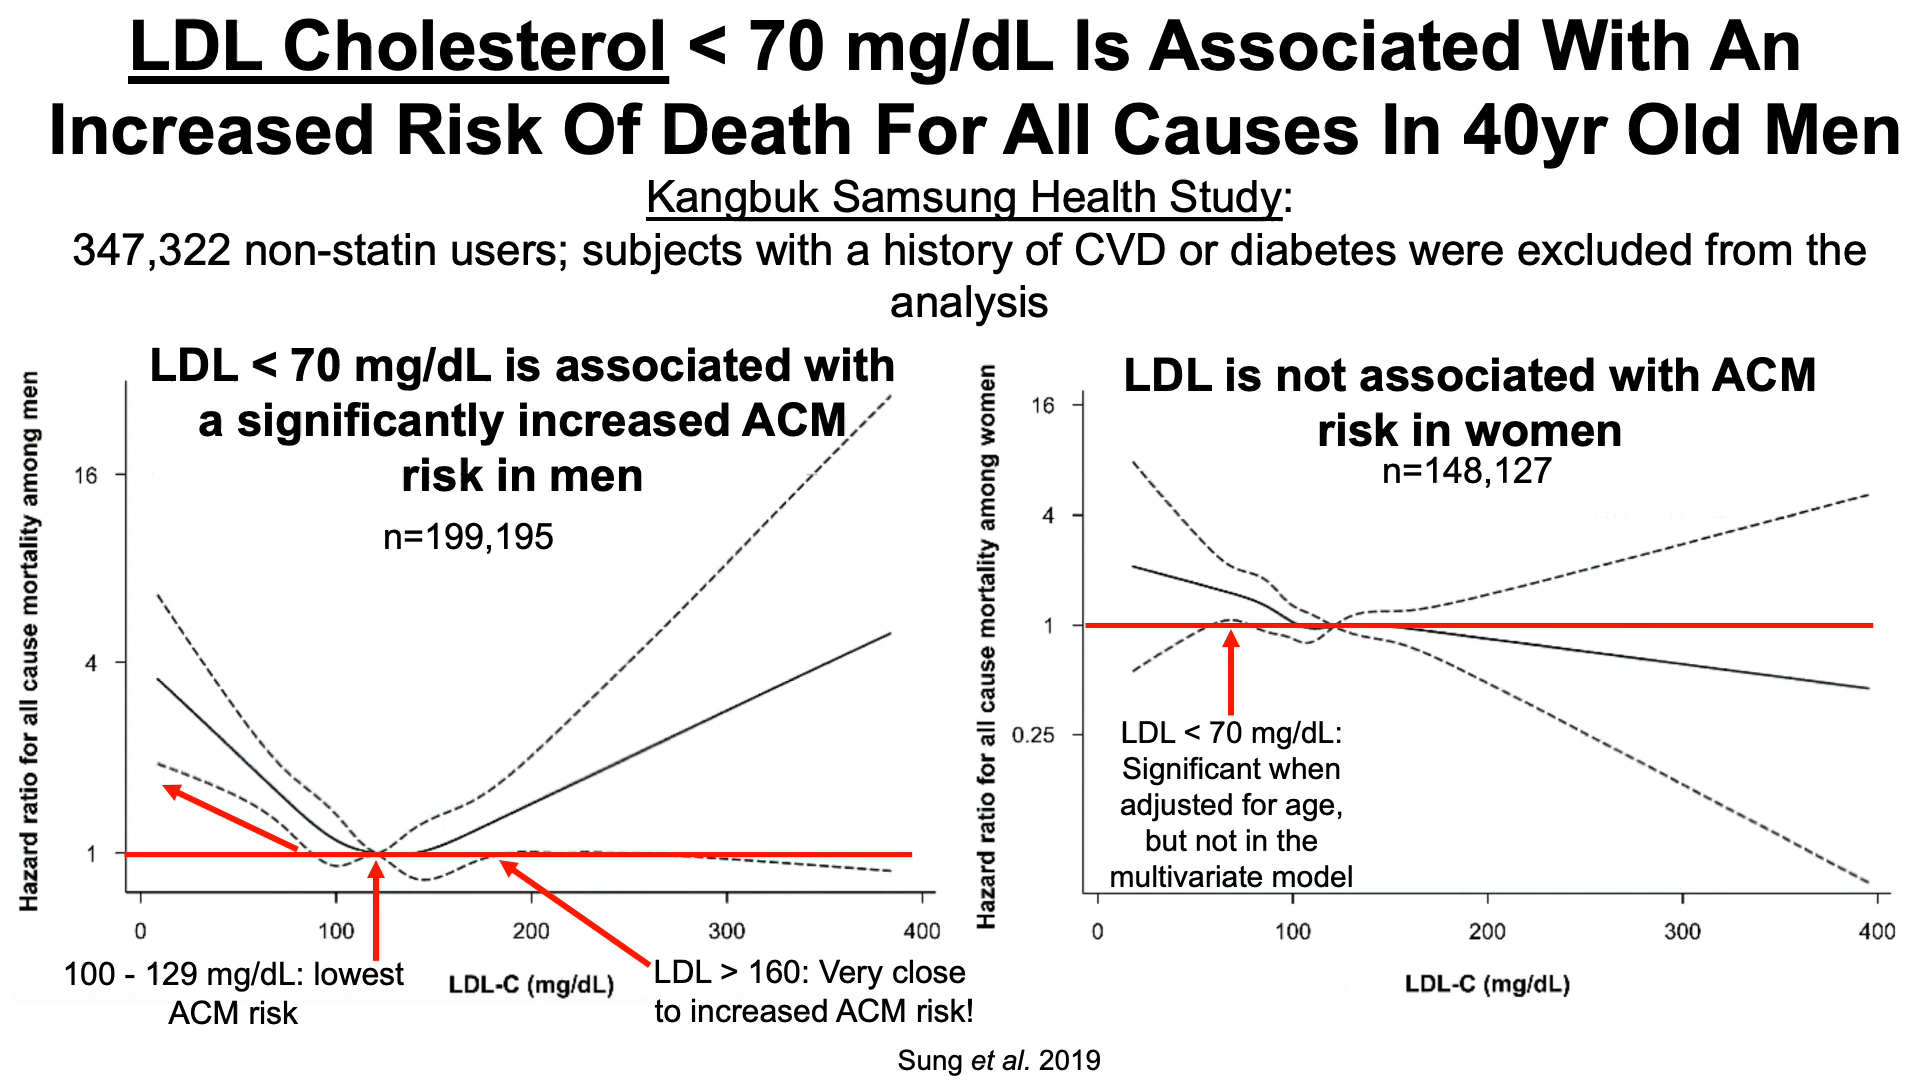 LDL Cholesterol < 70 mg/dL Is Associated With An
Increased Risk Of Death For All Causes In 40yr Old Men
Kangbuk Samsung Health Study:
347,322 non-statin users; subjects with a history of CVD or diabetes were excluded from the
analysis
LDL < 70 mg/dL is associated with
a significantly increased ACM
risk in men
n=199,195
Hazard ratio for all cause mortality among men
16
4
1
0
100
200
300
400
LDL-C (mg/dL)
100 - 129 mg/dL: lowest
ACM risk
LDL > 160: Very close
to increased ACM risk!
LDL is not associated with ACM
risk in women
n=148,127
Hazard ratio for all cause mortality among women
16
4
1
0.25
LDL < 70 mg/dL:
Significant when
adjusted for age,
but not in the
multivariate model
0
100
200
300
400
LDL-C (mg/dL)
Sung et al. 2019